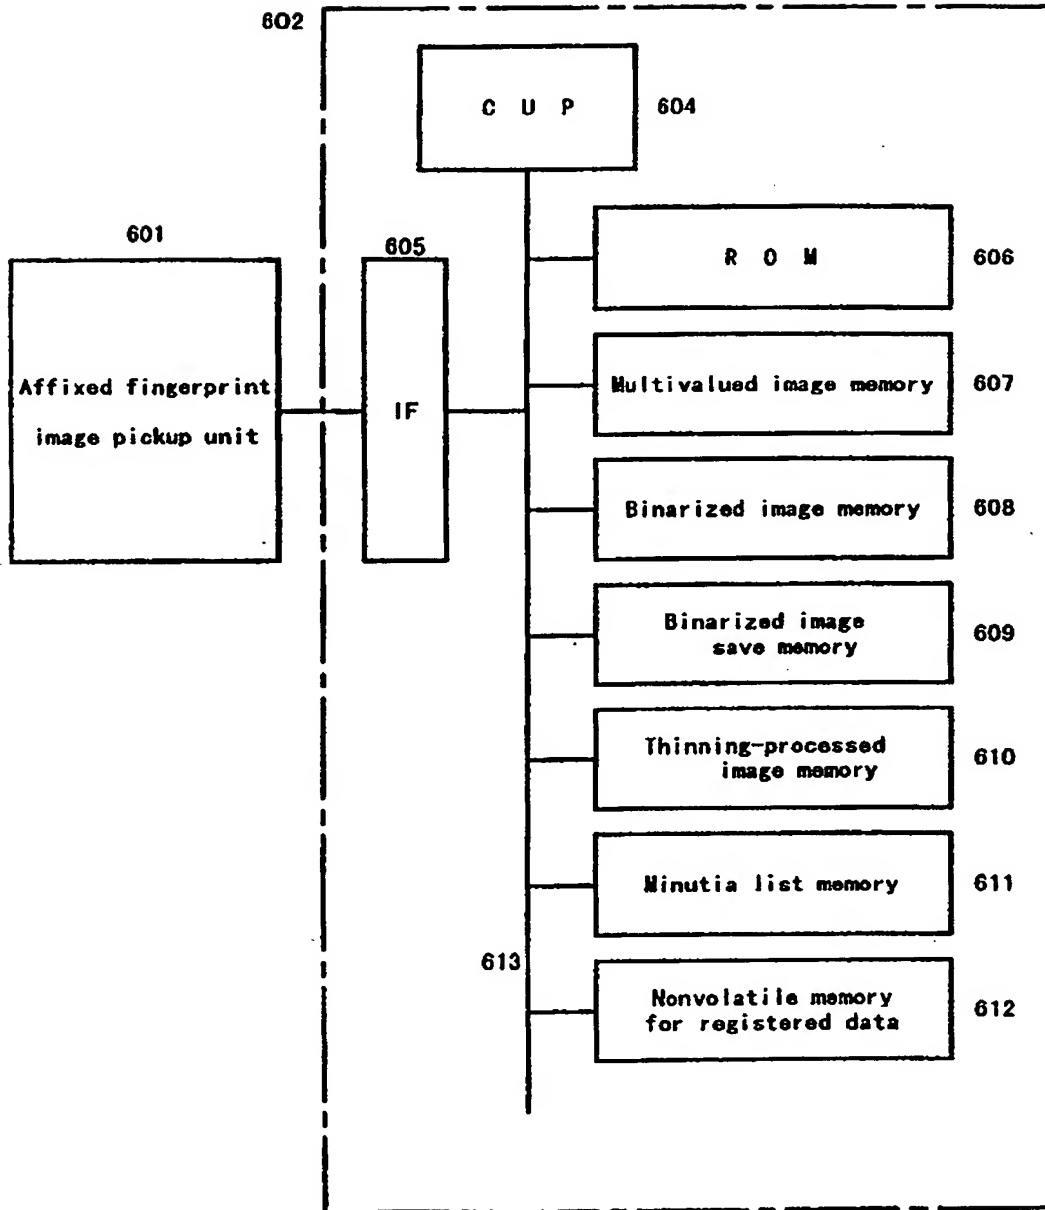 602
C U P
604
601
605
R O M
606
Affixed fingerprint
image pickup unit
IF
Multivalued image memory
607
Binarized image memory
608
Binarized image
save memory
609
Thinning-processed
image memory
610
Minutia list memory
611
613
Nonvolatile memory
for registered data
612